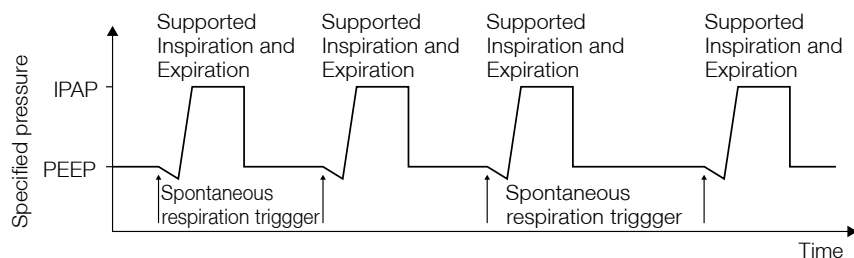 Supported
Inspiration and
Expiration
Supported
Inspiration and
Expiration
Supported
Inspiration and
Expiration
Supported
Inspiration and
Expiration
Specified pressure
IPAP
PEEP
Spontaneous
respiration triggger
Spontaneous
respiration triggger
Time